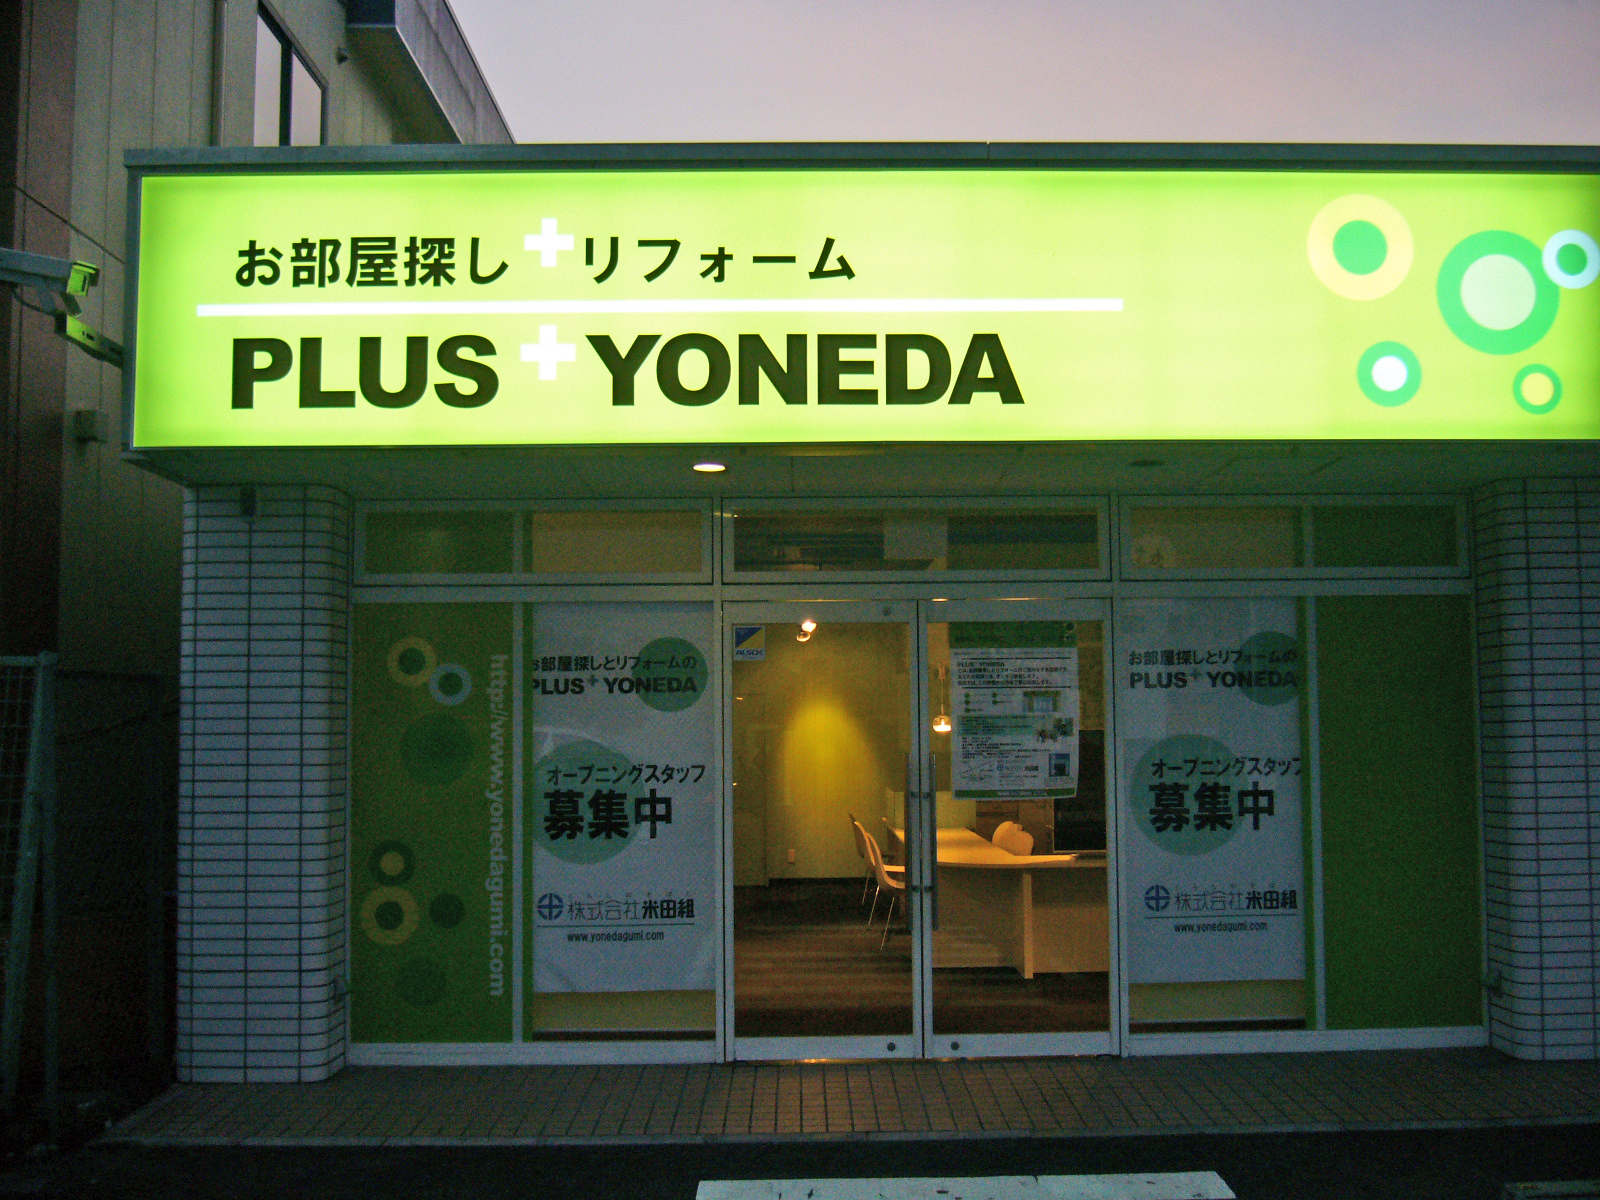 お部屋探し+リフォーム
PLUS+YONEDA
http://www.yonedagumi.com
お部屋探しとリフォームの
PLUS+YONEDA
オープニングスタッフ
募集中
株式会社米田組
www.yonedagumi.com
ALSOK
PLUS+YONEDA
お部屋探しとリフォームの
PLUS+YONEDA
オープニングスタッフ
募集中
株式会社米田組
www.yonedagumi.com